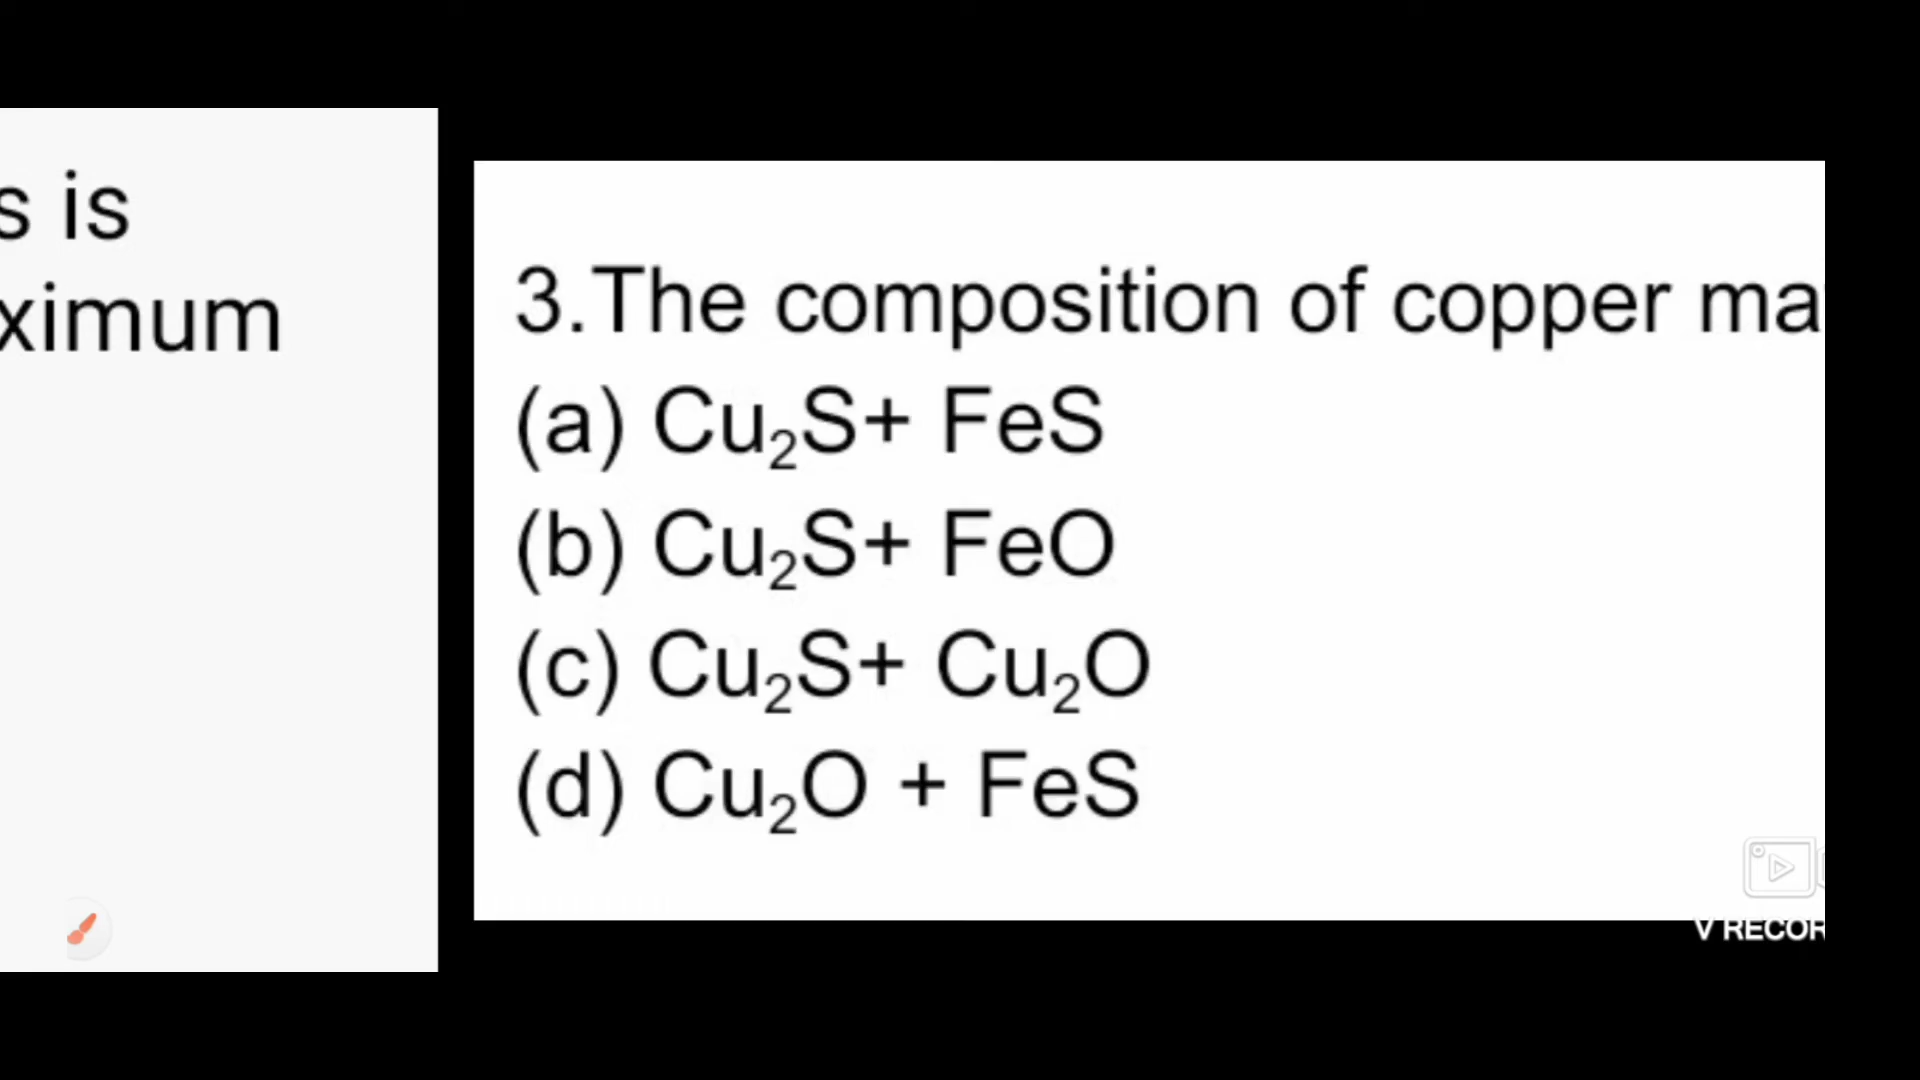 s is
ximum
3.The composition of copper ma
(a) Cu₂S+ FeS
(b) Cu₂S+ FeO
(c) Cu₂S+ Cu₂O
(d) Cu₂O + FeS
V RECOR